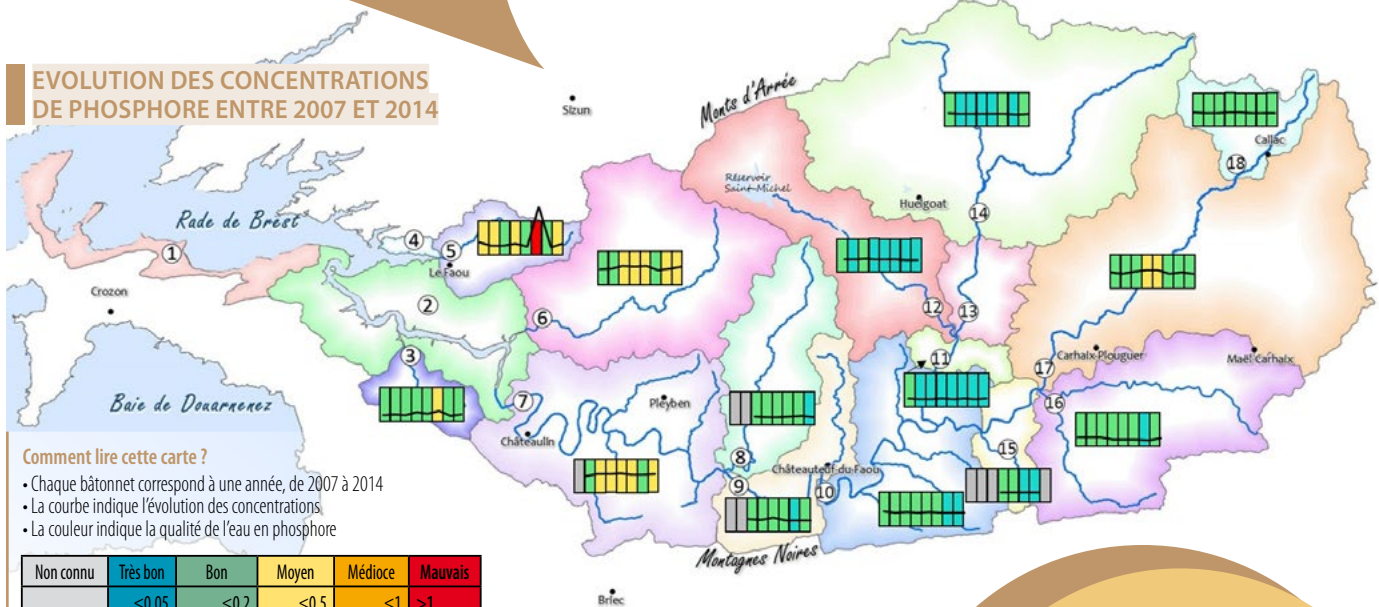 EVOLUTION DES CONCENTRATIONS
DE PHOSPHORE ENTRE 2007 ET 2014
Sizun
Monts d'Arrée
Callac
18
Réservoir
Saint-Michel
Huelgoat
14
Rade de Brest
4
5
1
Le Faou
Crozon
2
6
12
13
3
11
Carhaix-Plouguer
Maël-Carhaix
17
Baie de Douarnenez
7
Pleyben
16
Châteaulin
Comment lire cette carte ?
• Chaque bâtonnet correspond à une année, de 2007 à 2014
• La courbe indique l'évolution des concentrations
• La couleur indique la qualité de l'eau en phosphore
8
15
Châteauteuf-du-Faou
9
10
Montagnes Noires
Non connu Très bon Bon Moyen Médioce Mauvais
≤0.05 ≤0.2 ≤0.5 ≤1 >1
Briec